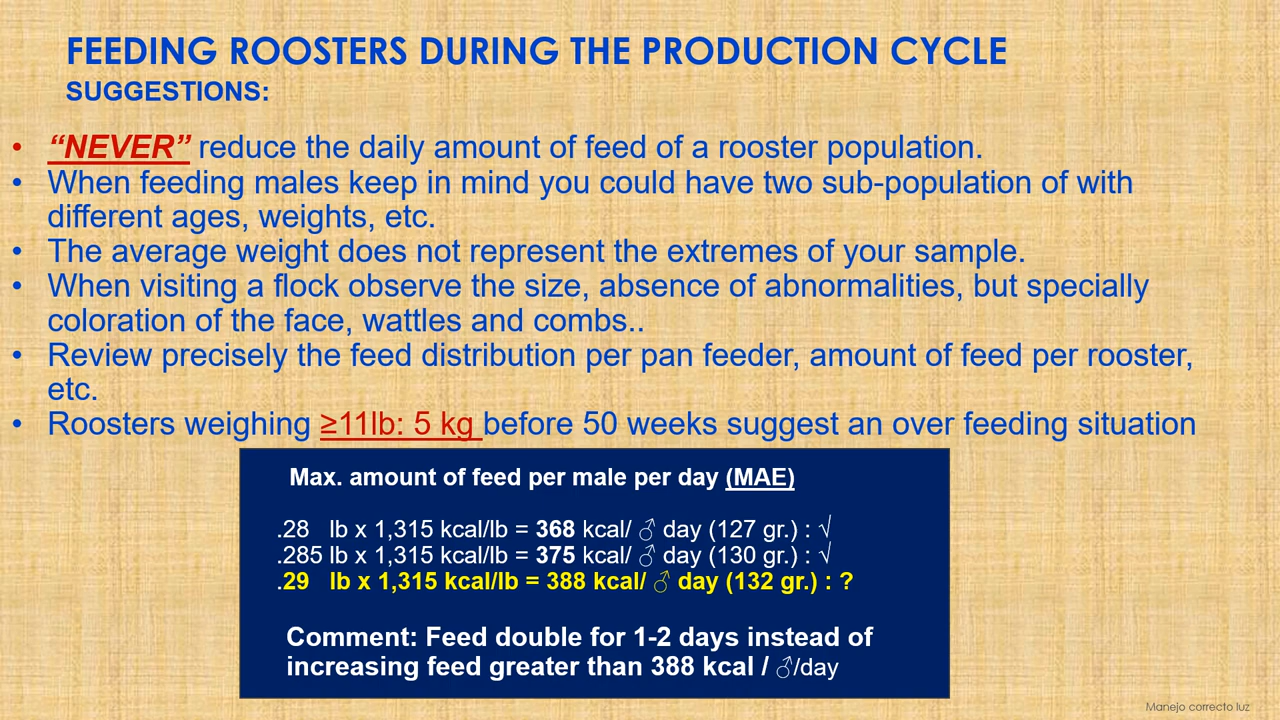 FEEDING ROOSTERS DURING THE PRODUCTION CYCLE
SUGGESTIONS:
• “NEVER” reduce the daily amount of feed of a rooster population.
• When feeding males keep in mind you could have two sub-population of with
different ages, weights, etc.
• The average weight does not represent the extremes of your sample.
• When visiting a flock observe the size, absence of abnormalities, but specially
coloration of the face, wattles and combs..
• Review precisely the feed distribution per pan feeder, amount of feed per rooster,
etc.
• Roosters weighing ≥11lb: 5 kg before 50 weeks suggest an over feeding situation
Max. amount of feed per male per day (MAE)
.28 lb x 1,315 kcal/lb = 368 kcal/ ♂ day (127 gr.) : √
.285 lb x 1,315 kcal/lb = 375 kcal/ ♂ day (130 gr.) : √
.29 lb x 1,315 kcal/lb = 388 kcal/ ♂ day (132 gr.) : ?
Comment: Feed double for 1-2 days instead of
increasing feed greater than 388 kcal / ♂/day
Manejo correcto luz